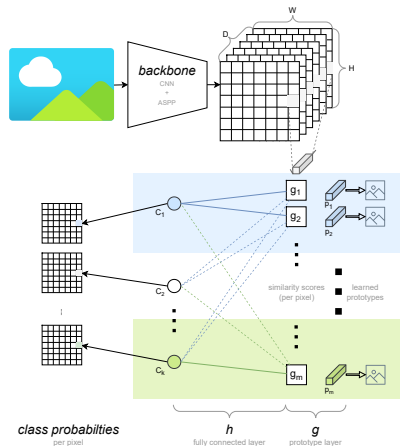 W
D
H
backbone
CNN
+
ASPP
g1
p1
C1
g2
p2
C2
similarity scores
(per pixel)
learned
prototypes
Ck
gm
pm
class probabilties
per pixel
h
fully connected layer
g
prototype layer